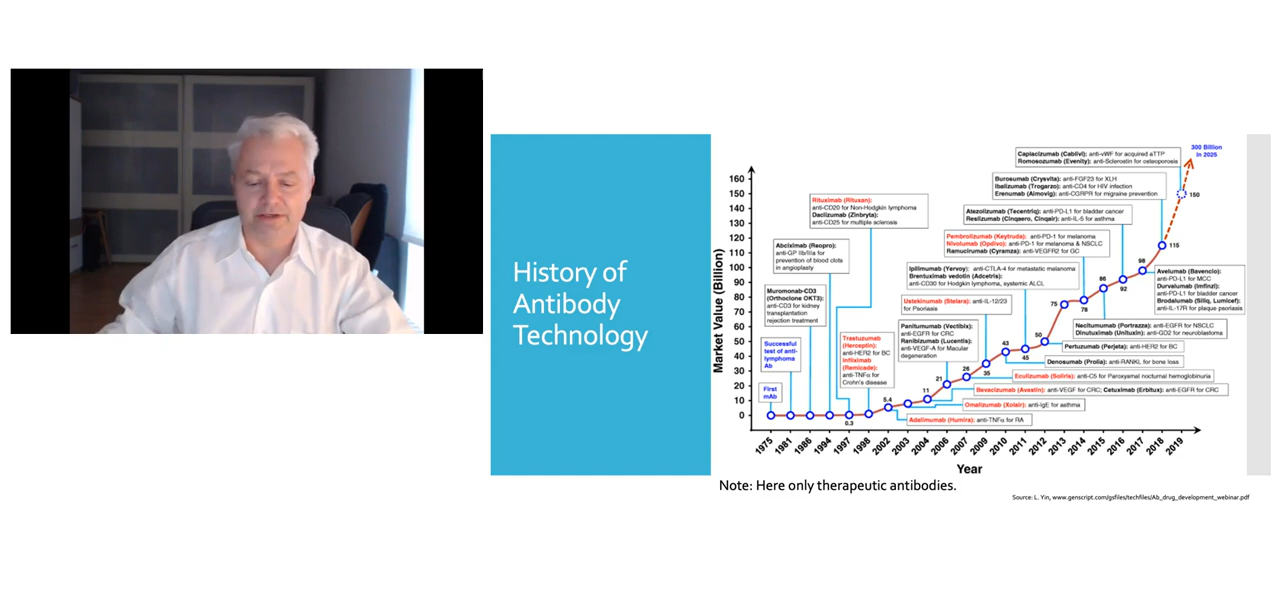 History of
Antibody
Technology
Market Value (Billion)
160
150
140
130
120
110
100
90
80
70
60
50
40
30
20
10
0
First
mAb
Successful
test of anti-
lymphoma
Ab
Muromonab-CD3
(Orthoclone OKT3):
anti-CD3 for kidney
transplantation
rejection treatment
Abciximab (Reopro):
anti-GP IIb/IIIa for
prevention of blood clots
in angioplasty
Rituximab (Rituxan):
anti-CD20 for Non-Hodgkin lymphoma
Daclizumab (Zinbryta):
anti-CD25 for multiple sclerosis
Trastuzumab
(Herceptin):
anti-HER2 for BC
Infliximab
(Remicade):
anti-TNFα for
Crohn's disease
Panitumumab (Vectibix):
anti-EGFR for CRC
Ranibizumab (Lucentis):
anti-VEGF-A for Macular
degeneration
Ustekinumab (Stelara): anti-IL-12/23
for Psoriasis
Ipilimumab (Yervoy): anti-CTLA-4 for metastatic melanoma
Brentuximab vedotin (Adcetris):
anti-CD30 for Hodgkin lymphoma, systemic ALCL
Pembrolizumab (Keytruda): anti-PD-1 for melanoma
Nivolumab (Opdivo): anti-PD-1 for melanoma & NSCLC
Ramucirumab (Cyramza): anti-VEGFR2 for GC
Atezolizumab (Tecentriq): anti-PD-L1 for bladder cancer
Reslizumab (Cinqaero, Cinqair): anti-IL-5 for asthma
Burosumab (Crysvita): anti-FGF23 for XLH
Ibalizumab (Trogarzo): anti-CD4 for HIV infection
Erenumab (Aimovig): anti-CGRPR for migraine prevention
Caplacizumab (Cablivi): anti-vWF for acquired aTTP
Romosozumab (Evenity): anti-Sclerostin for osteoporosis
300 Billion
in 2025
150
115
98
92
86
78
75
50
45
43
35
26
21
11
5.4
0.3
Avelumab (Bavencio):
anti-PD-L1 for MCC
Durvalumab (Imfinzi):
anti-PD-L1 for bladder cancer
Brodalumab (Siliq, Lumicef):
anti-IL-17R for plaque psoriasis
Necitumumab (Portrazza): anti-EGFR for NSCLC
Dinutuximab (Unituxin): anti-GD2 for neuroblastoma
Pertuzumab (Perjeta): anti-HER2 for BC
Denosumab (Prolia): anti-RANKL for bone loss
Eculizumab (Soliris): anti-C5 for Paroxymal nocturnal hemoglobinuria
Bevacizumab (Avastin): anti-VEGF for CRC; Cetuximab (Erbitux): anti-EGFR for CRC
Omalizumab (Xolair): anti-IgE for asthma
Adalimumab (Humira): anti-TNFα for RA
1975
1981
1986
1994
1997
1998
2002
2003
2004
2006
2007
2009
2010
2011
2012
2013
2014
2015
2016
2017
2018
2019
Year
Note: Here only therapeutic antibodies.
Source: L. Yin, www.genscript.com/gsfiles/techfiles/Ab_drug_development_webinar.pdf